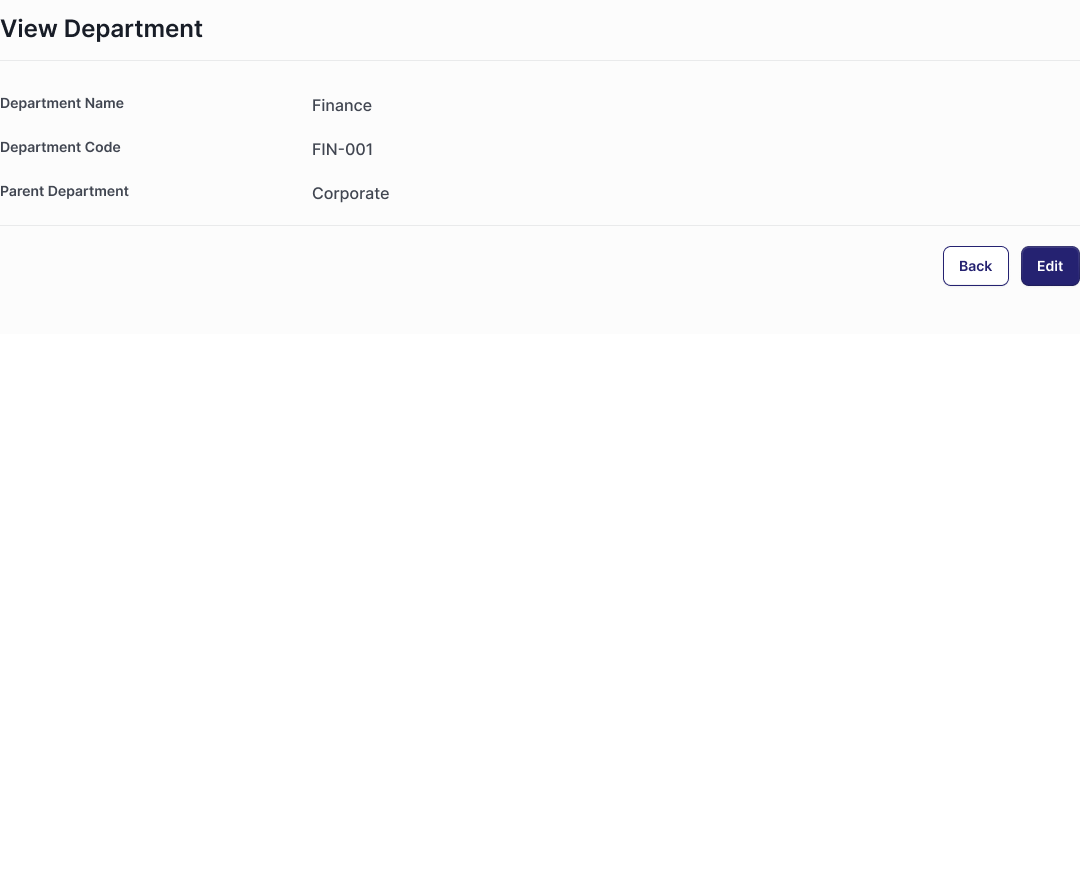 View Department
Department Name
Finance
Department Code
FIN-001
Parent Department
Corporate
Back
Edit